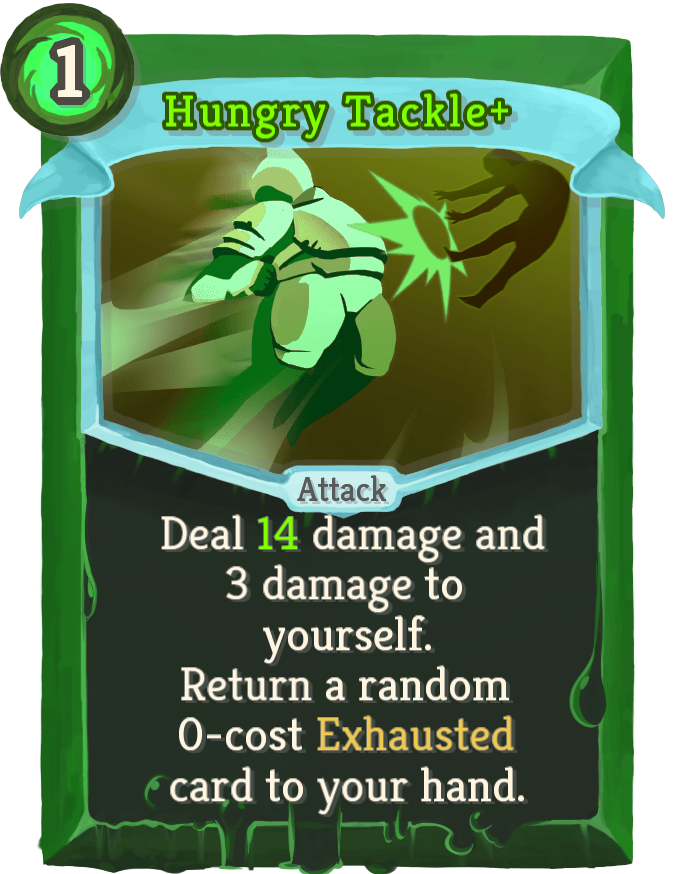 1
Hungry Tackle+
Attack
Deal 14 damage and
3 damage to
yourself.
Return a random
0-cost Exhausted
card to your hand.